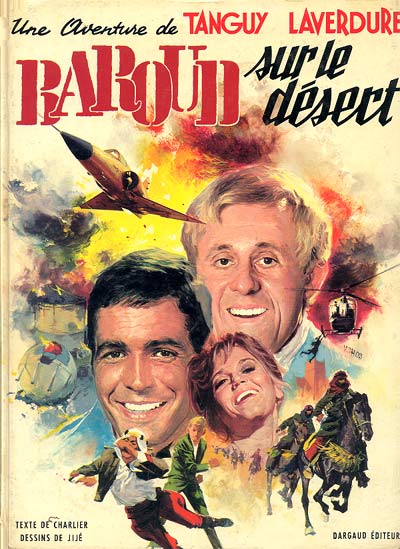 Une Aventure de TANGUY LAVERDURE
BAROUD sur le
désert
TEXTE DE CHARLIER
DESSINS DE JIJÉ
DARGAUD ÉDITEUR